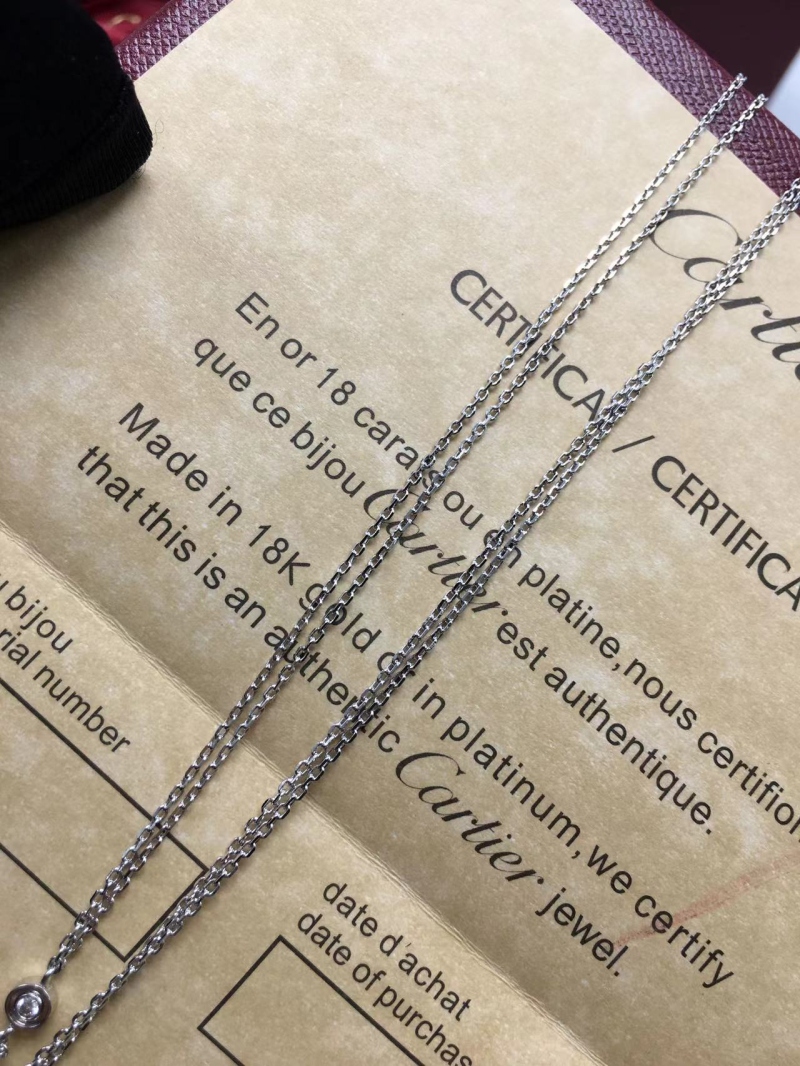 Cartier
CERTIFICAT / CERTIFICA
En or 18 carats ou en platine, nous certifion
que ce bijou Cartier est authentique.
Made in 18K gold or in platinum, we certify
that this is an authentic Cartier jewel.
u bijou
rial number
date d'achat
date of purchas